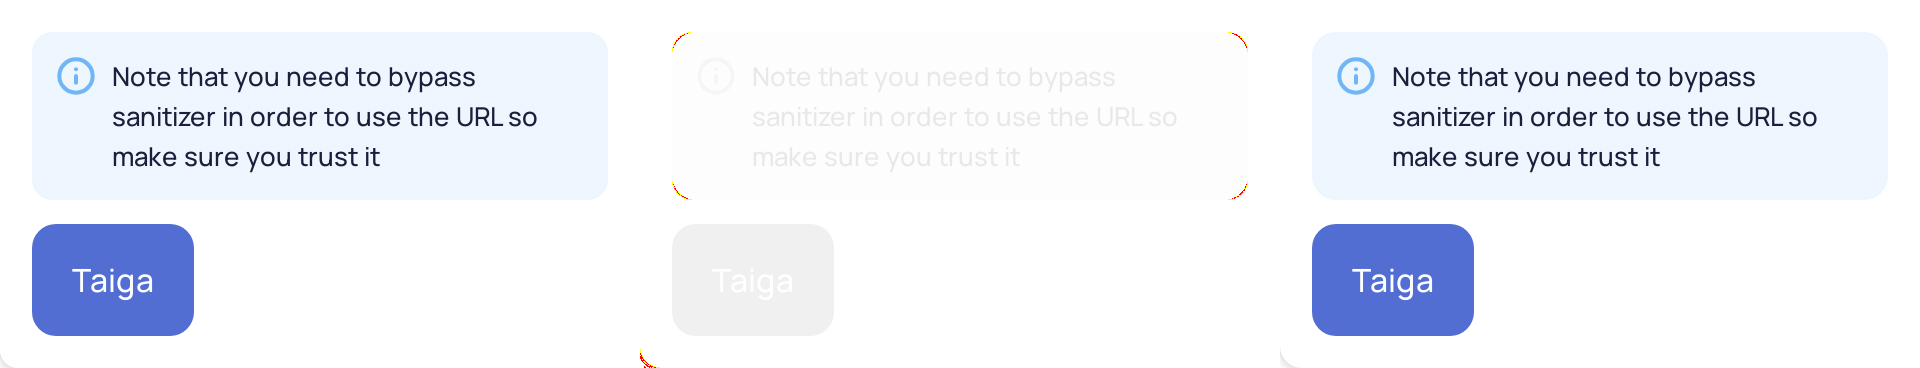 Note that you need to bypass
sanitizer in order to use the URL so
make sure you trust it
Taiga
Note that you need to bypass
sanitizer in order to use the URL so
make sure you trust it
Taiga
Note that you need to bypass
sanitizer in order to use the URL so
make sure you trust it
Taiga